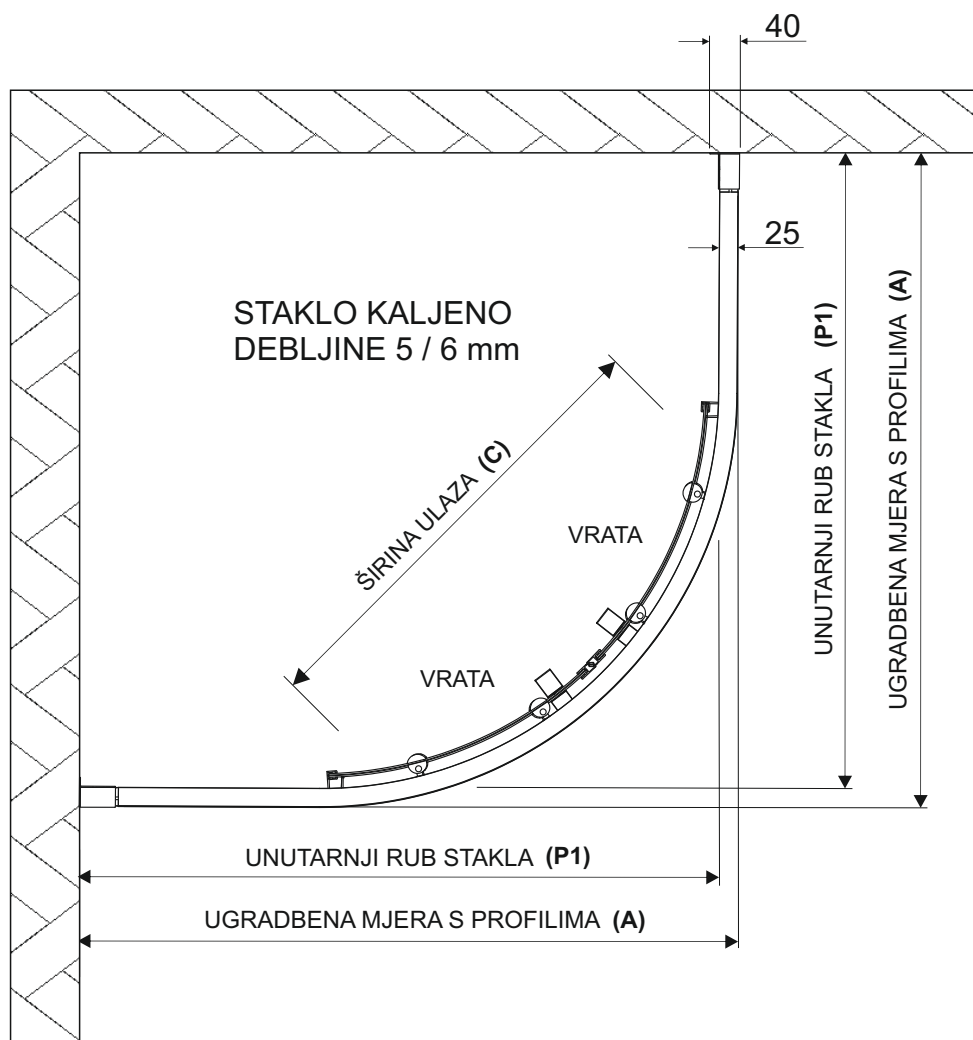 40
25
STAKLO KALJENO
DEBLJINE 5 / 6 mm
ŠIRINA ULAZA (C)
VRATA
VRATA
UNUTARNJI RUB STAKLA (P1)
UGRADBENA MJERA S PROFILIMA (A)
UNUTARNJI RUB STAKLA (P1)
UGRADBENA MJERA S PROFILIMA (A)